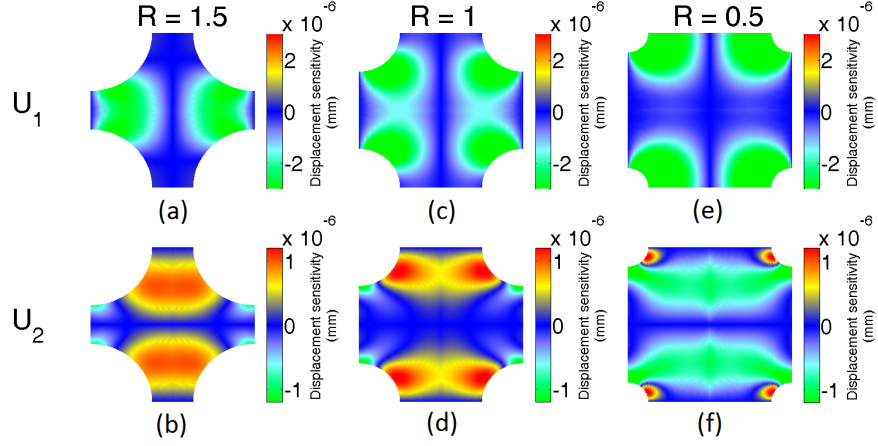 R = 1.5
R = 1
R = 0.5
U1
x 10^-6
2
0
-2
Displacement sensitivity
(mm)
(a)
x 10^-6
2
0
-2
Displacement sensitivity
(mm)
(c)
x 10^-6
2
0
-2
Displacement sensitivity
(mm)
(e)
U2
x 10^-6
1
0
-1
Displacement sensitivity
(mm)
(b)
x 10^-6
1
0
-1
Displacement sensitivity
(mm)
(d)
x 10^-6
1
0
-1
Displacement sensitivity
(mm)
(f)